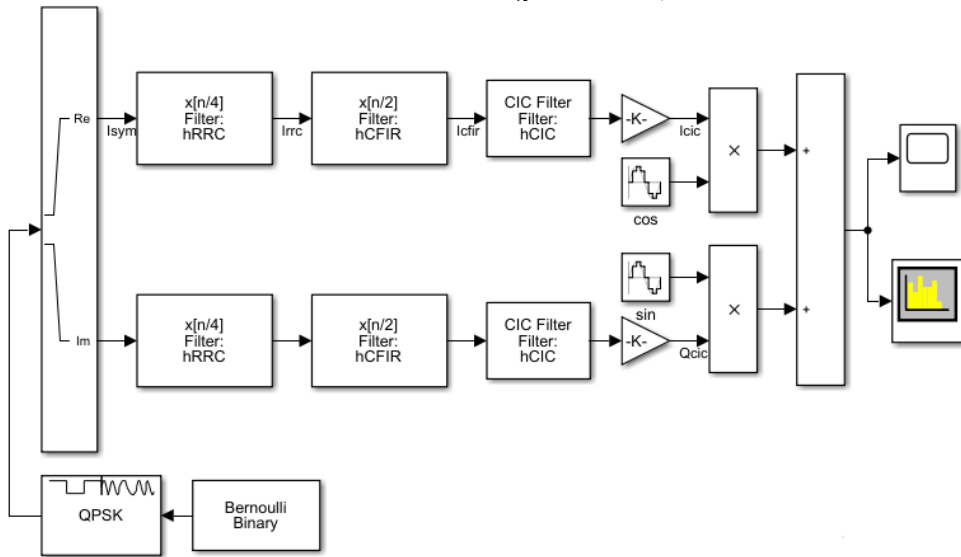 Re
Isym
x[n/4]
Filter:
hRRC
Irrc
x[n/2]
Filter:
hCFIR
Icfir
CIC Filter
Filter:
hCIC
-K-
Icic
×
+
cos
sin
Im
x[n/4]
Filter:
hRRC
x[n/2]
Filter:
hCFIR
CIC Filter
Filter:
hCIC
-K-
Qcic
×
+
QPSK
Bernoulli
Binary